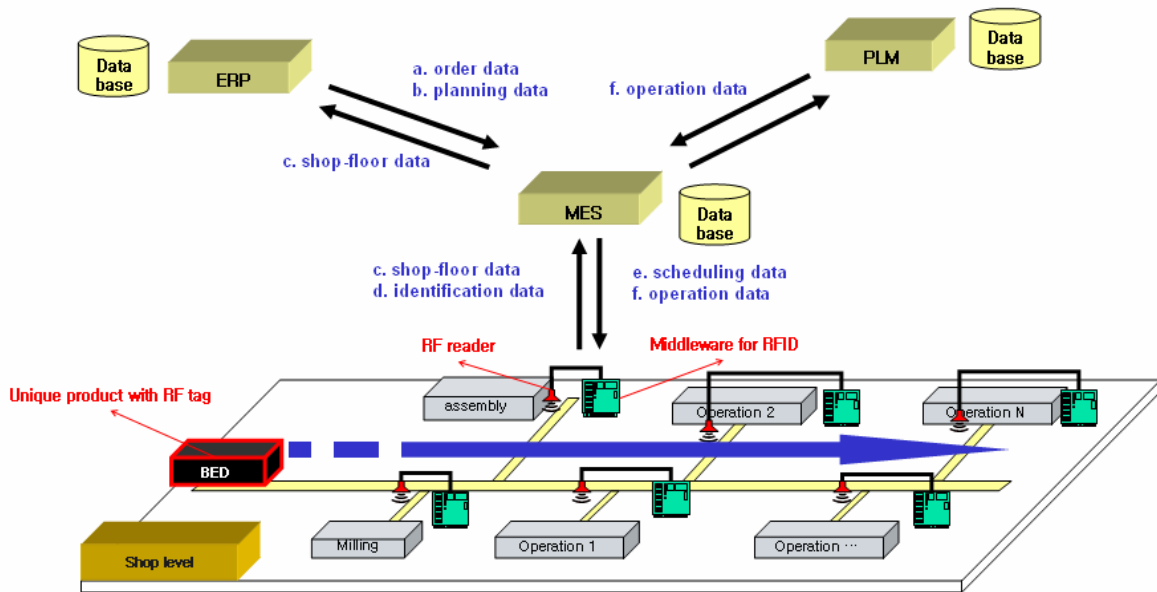 Data
base
ERP
a. order data
b. planning data
c. shop-floor data
PLM
Data
base
f. operation data
MES
Data
base
c. shop-floor data
d. identification data
e. scheduling data
f. operation data
RF reader
Middleware for RFID
Unique product with RF tag
assembly
Operation 2
Operation N
BED
Milling
Operation 1
Operation ⋯
Shop level